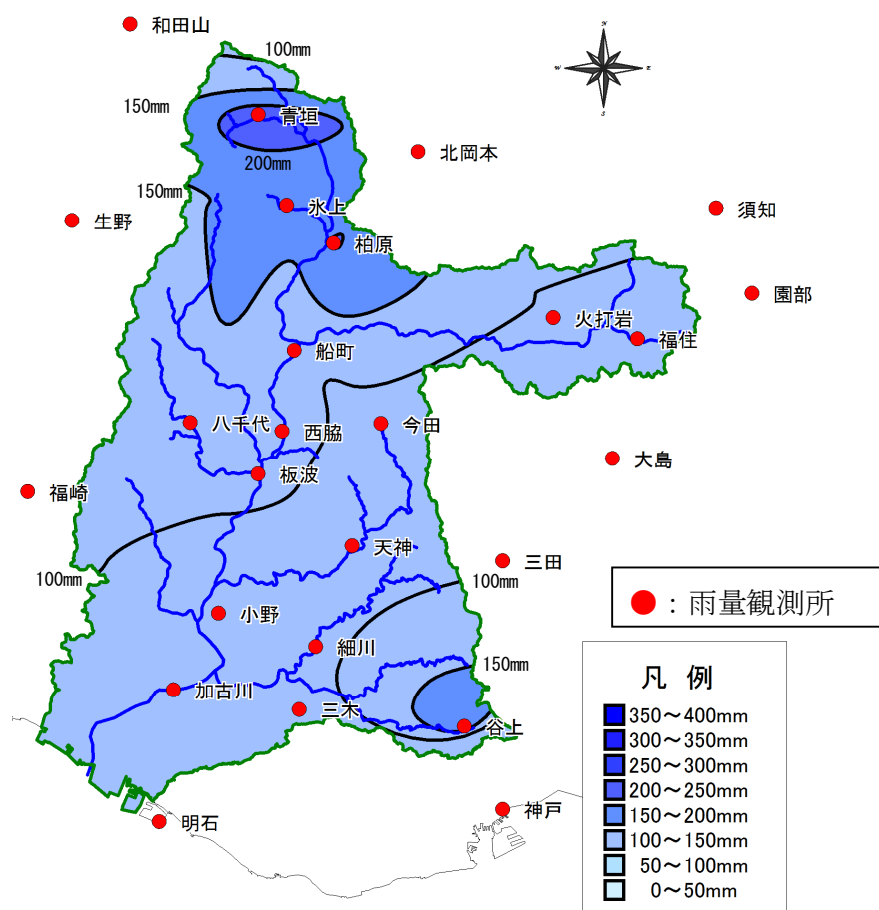 和田山
100mm
N
W
E
S
150mm
青垣
北岡本
200mm
150mm
氷上
須知
生野
柏原
園部
火打岩
福住
船町
八千代
西脇
今田
大島
板波
福崎
天神
三田
100mm
100mm
：雨量観測所
小野
細川
150mm
凡 例
加古川
三木
谷上
350～400mm
300～350mm
250～300mm
200～250mm
150～200mm
100～150mm
50～100mm
0～50mm
神戸
明石